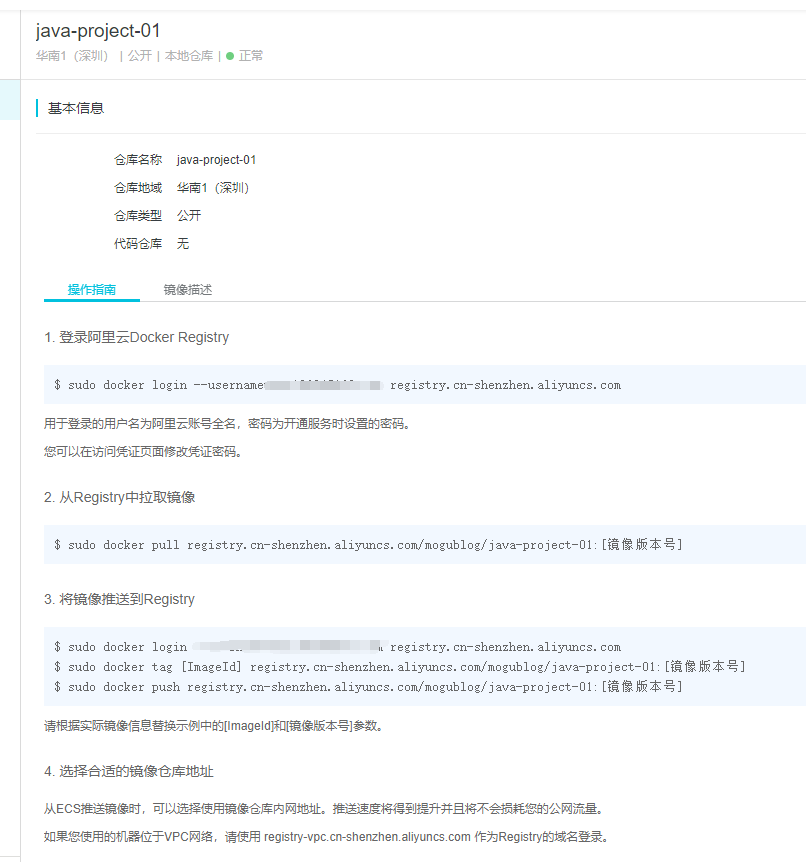 java-project-01
华南1（深圳） | 公开 | 本地仓库 | 正常
基本信息
仓库名称 java-project-01
仓库地域 华南1（深圳）
仓库类型 公开
代码仓库 无
操作指南 镜像描述
1. 登录阿里云Docker Registry
$ sudo docker login --username registry.cn-shenzhen.aliyuncs.com
用于登录的用户名为阿里云账号全名，密码为开通服务时设置的密码。
您可以在访问凭证页面修改凭证密码。
2. 从Registry中拉取镜像
$ sudo docker pull registry.cn-shenzhen.aliyuncs.com/mogublog/java-project-01:[镜像版本号]
3. 将镜像推送到Registry
$ sudo docker login registry.cn-shenzhen.aliyuncs.com
$ sudo docker tag [ImageId] registry.cn-shenzhen.aliyuncs.com/mogublog/java-project-01:[镜像版本号]
$ sudo docker push registry.cn-shenzhen.aliyuncs.com/mogublog/java-project-01:[镜像版本号]
请根据实际镜像信息替换示例中的[ImageId]和[镜像版本号]参数。
4. 选择合适的镜像仓库地址
从ECS推送镜像时，可以选择使用镜像仓库内网地址。推送速度将得到提升并且将不会损耗您的公网流量。
如果您使用的机器位于VPC网络，请使用 registry-vpc.cn-shenzhen.aliyuncs.com 作为Registry的域名登录。